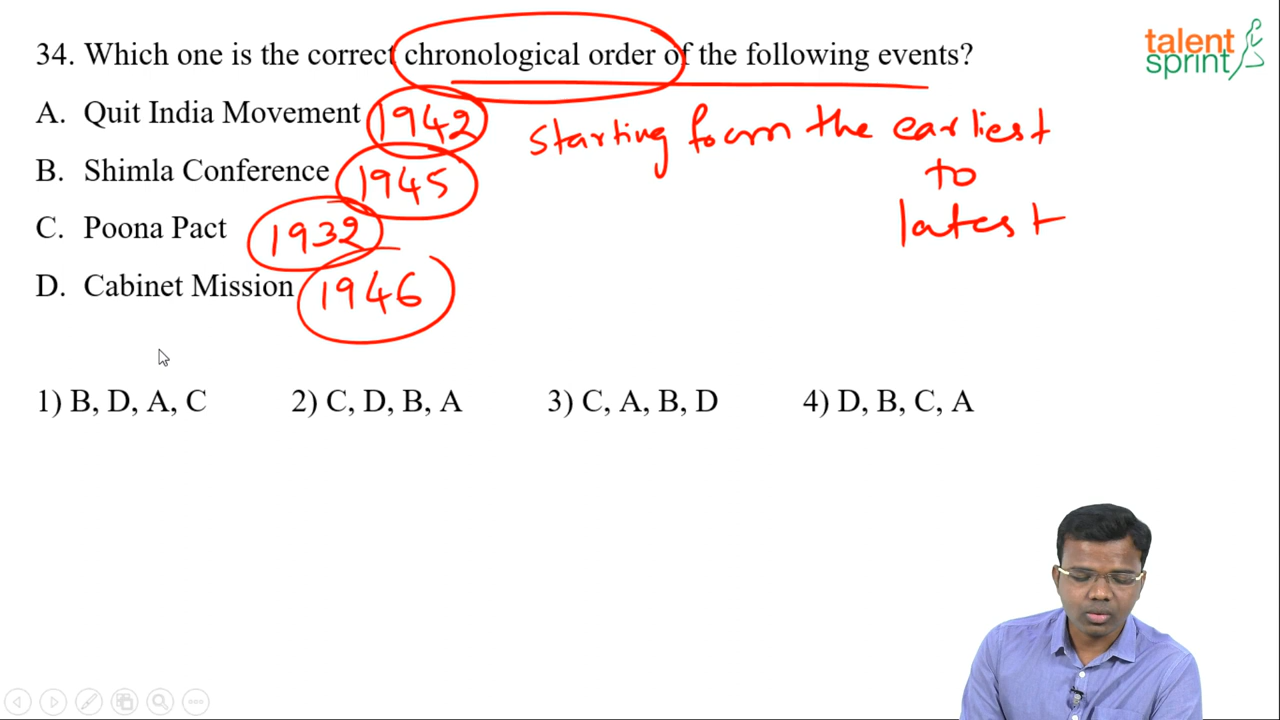 talent
sprint
34. Which one is the correct chronological order of the following events?
A. Quit India Movement 1942
B. Shimla Conference 1945
C. Poona Pact 1932
D. Cabinet Mission 1946
Starting form the earliest
to
latest
1) B, D, A, C 2) C, D, B, A 3) C, A, B, D 4) D, B, C, A